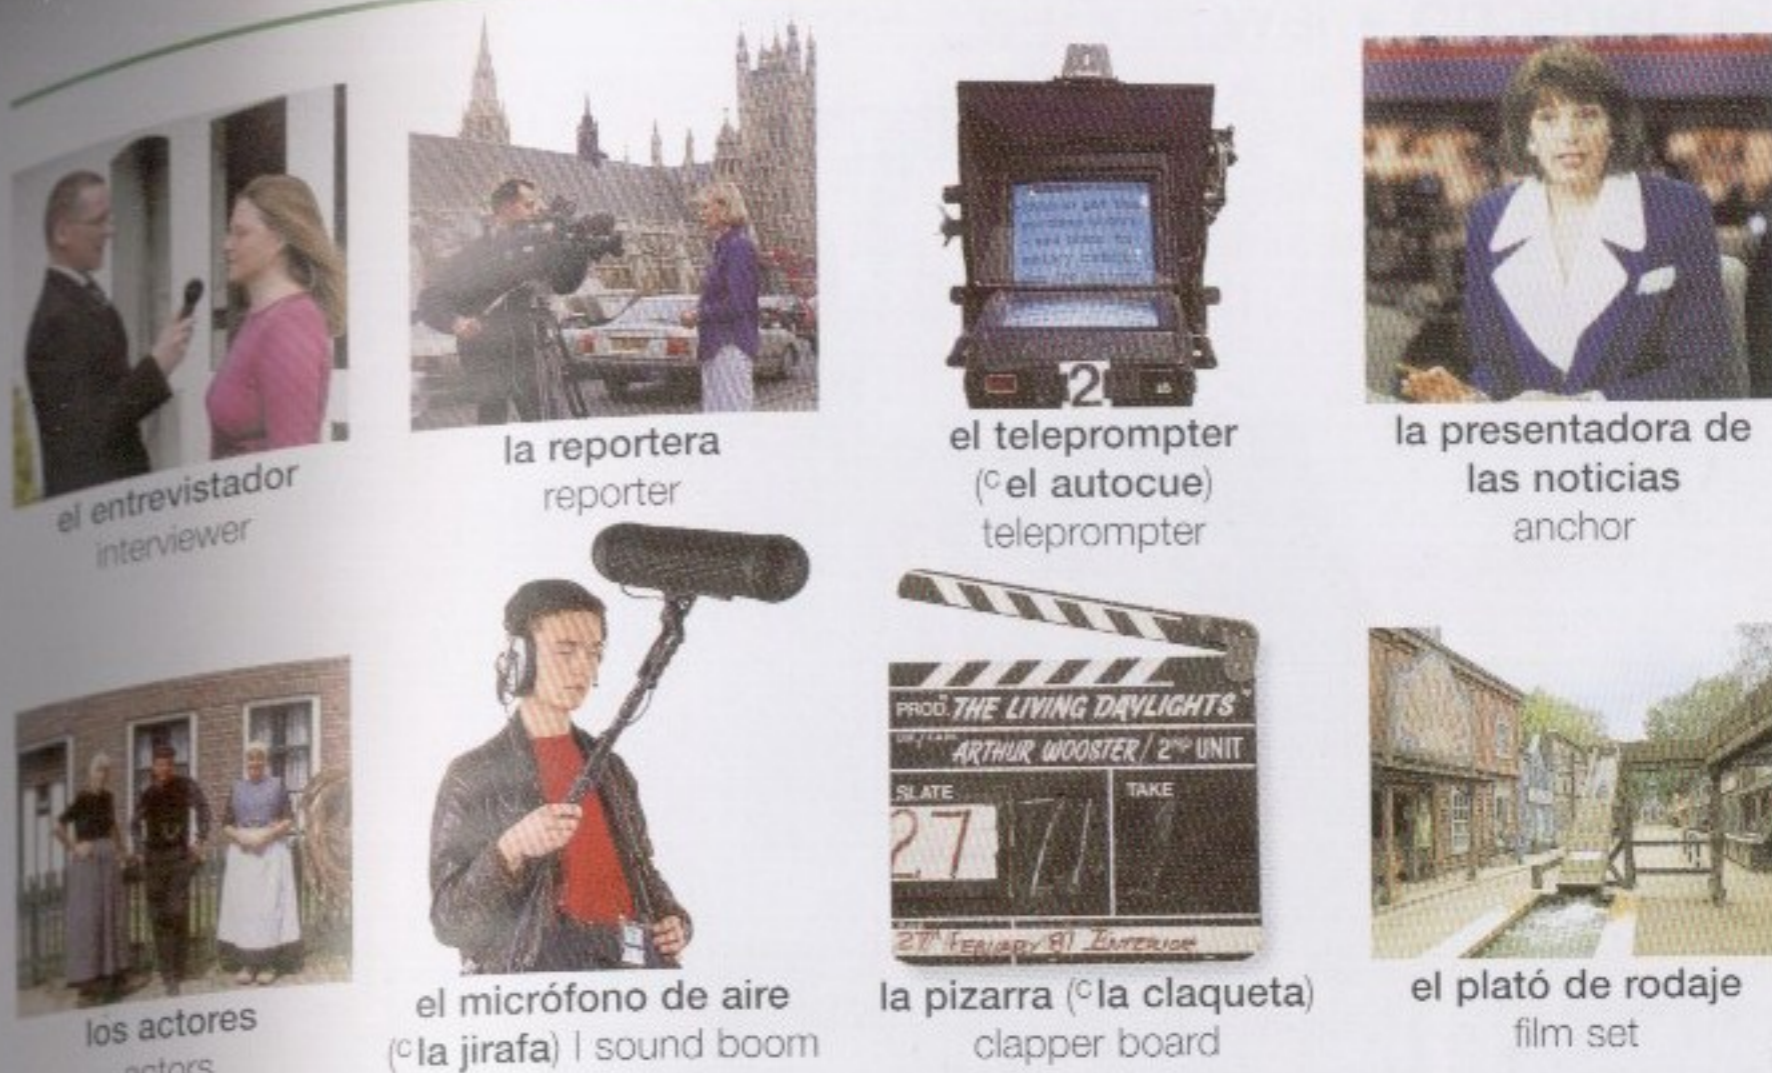 el entrevistador
interviewer
la reportera
reporter
2
el teleprompter
(ᶜel autocue)
teleprompter
la presentadora de
las noticias
anchor
los actores
actors
el micrófono de aire
(ᶜla jirafa) | sound boom
PROD. "THE LIVING DAYLIGHTS"
ARTHUR WOOSTER / 2ND UNIT
SLATE TAKE
27
INTERIOR
la pizarra (ᶜla claqueta)
clapper board
el plató de rodaje
film set